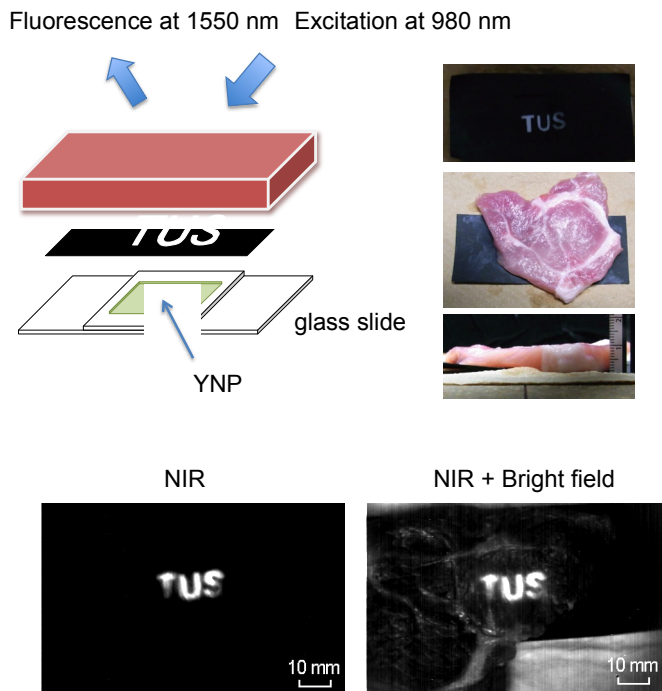 Fluorescence at 1550 nm Excitation at 980 nm
TUS
TUS
glass slide
YNP
NIR
NIR + Bright field
TUS
TUS
10 mm
10 mm